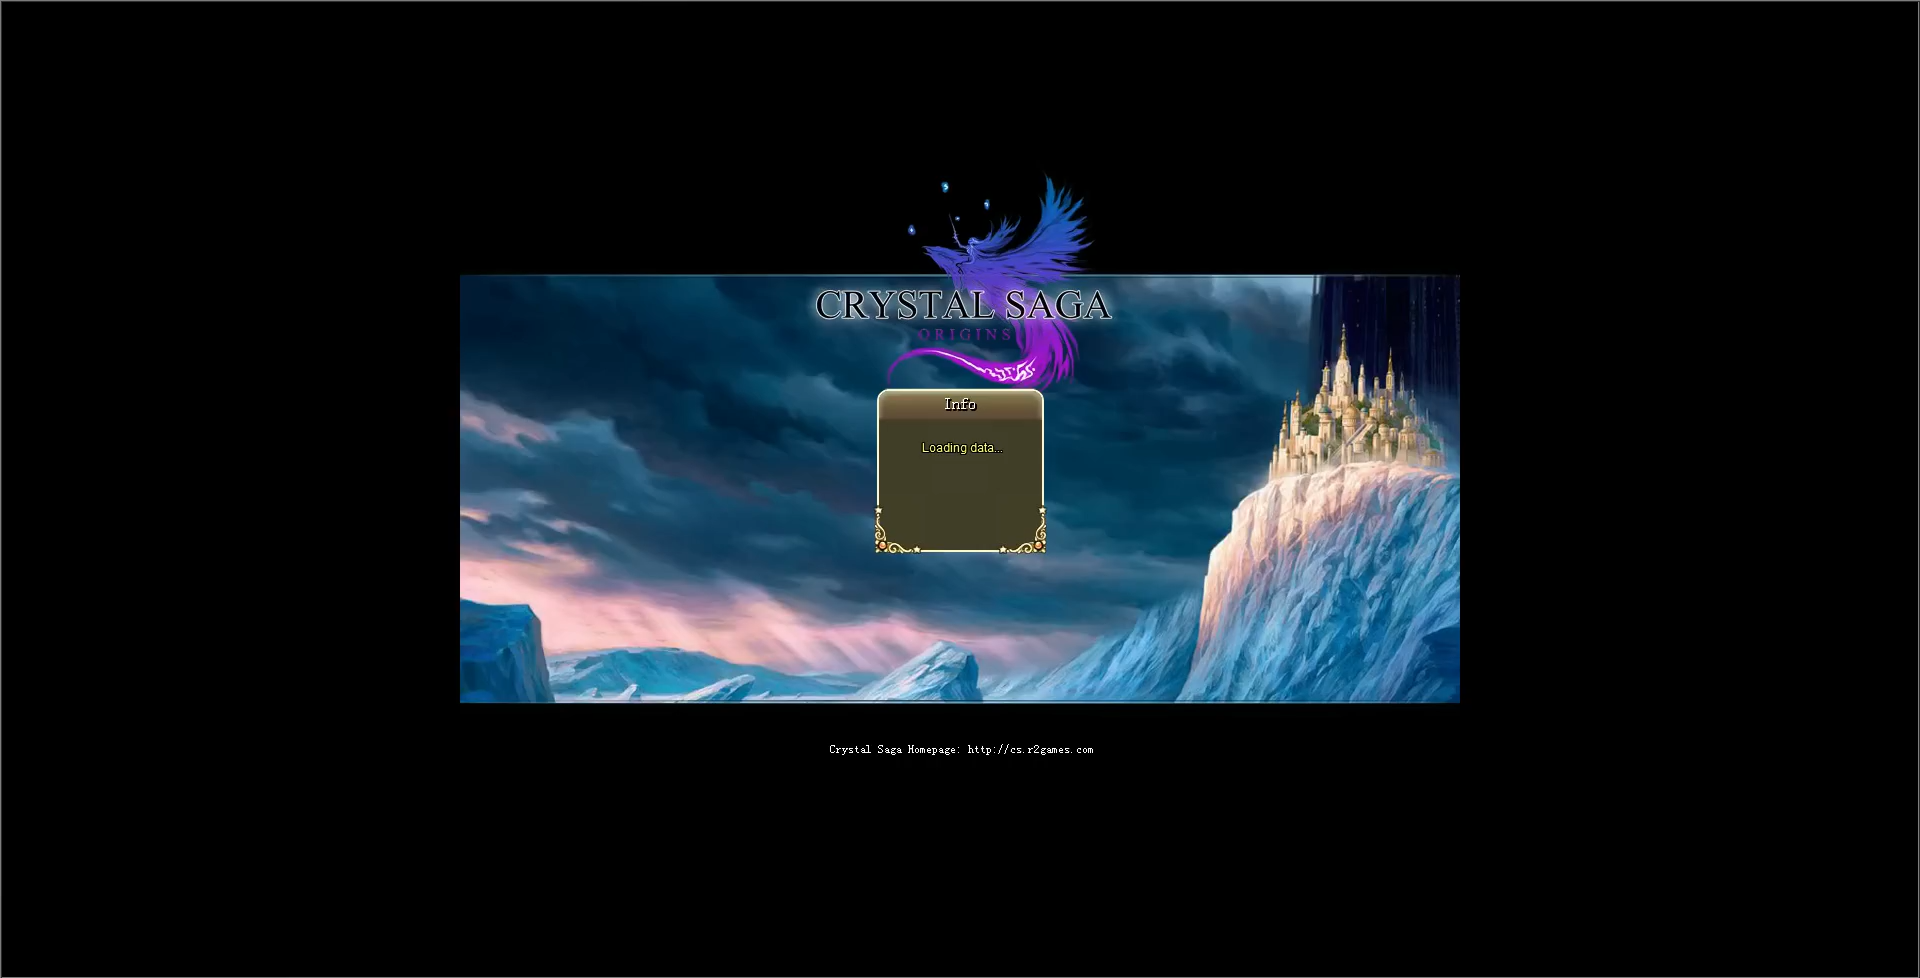 CRYSTAL SAGA
ORIGINS
Info
Loading data...
Crystal Saga Homepage: http://cs.r2games.com